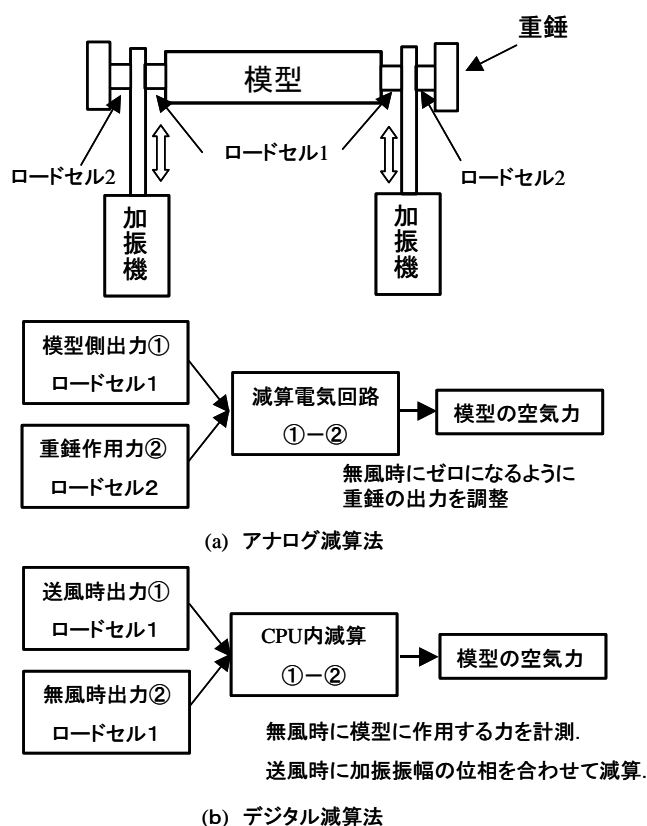 重錘
模型
ロードセル1
ロードセル2
ロードセル2
加振機
加振機
模型側出力①
ロードセル1
減算電気回路
①−②
模型の空気力
重錘作用力②
ロードセル2
無風時にゼロになるように
重錘の出力を調整
(a) アナログ減算法
送風時出力①
ロードセル1
CPU内減算
①−②
模型の空気力
無風時出力②
ロードセル1
無風時に模型に作用する力を計測.
送風時に加振振幅の位相を合わせて減算.
(b) デジタル減算法